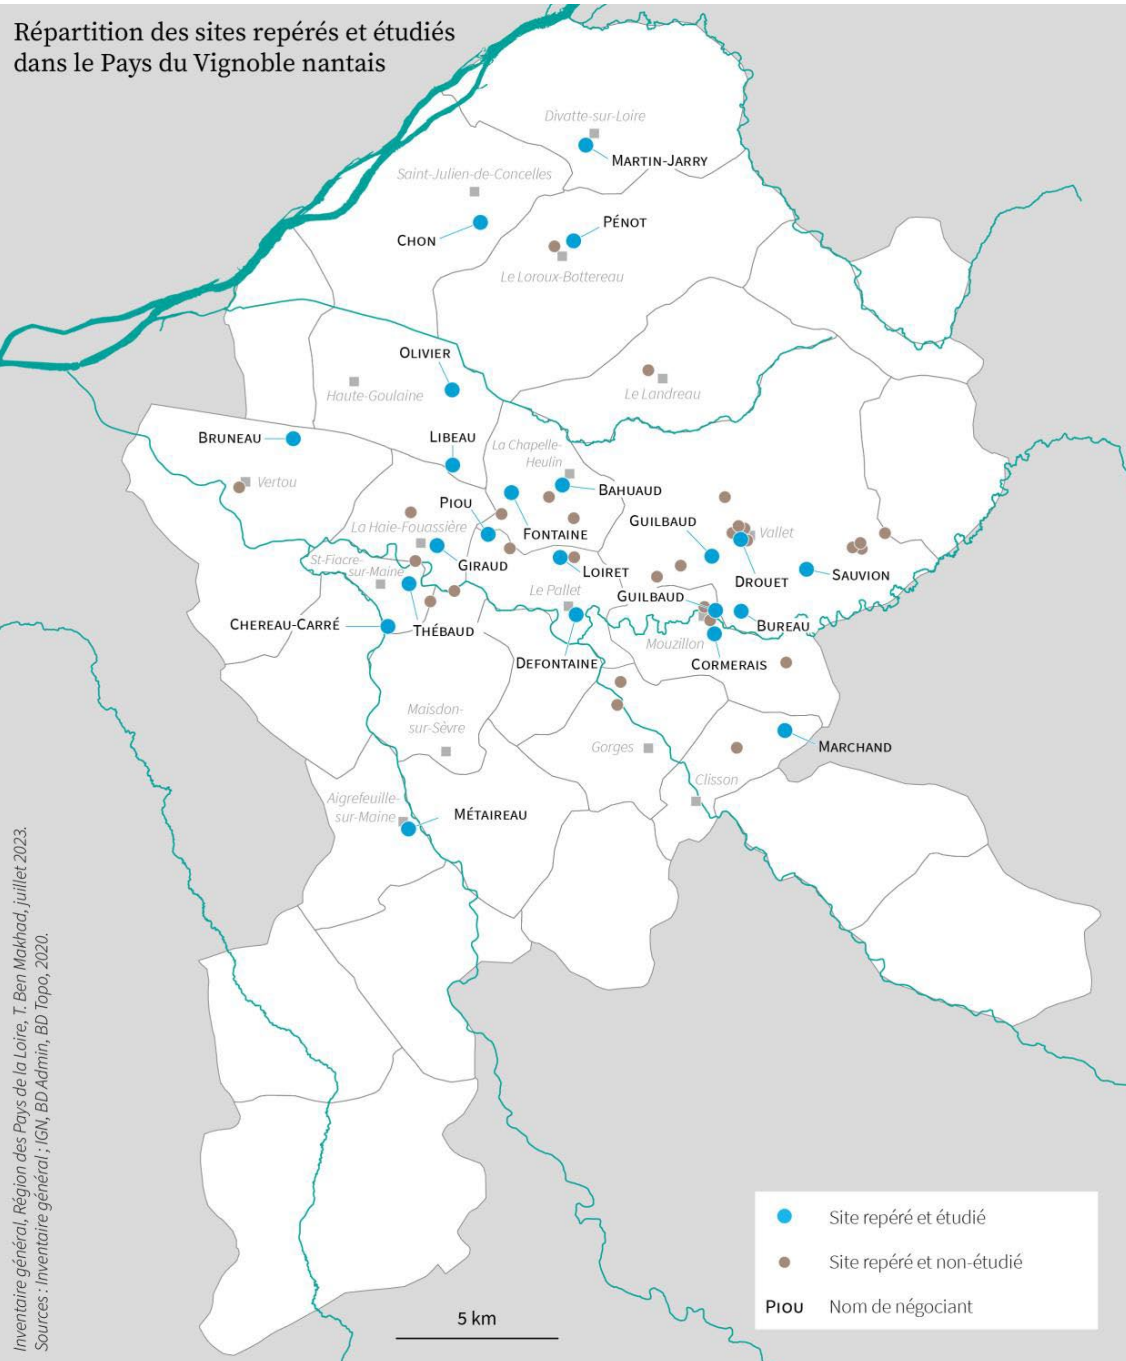 Répartition des sites repérés et étudiés
dans le Pays du Vignoble nantais
Divatte-sur-Loire
MARTIN-JARRY
Saint-Julien-de-Concelles
CHON
PÉNOT
Le Loroux-Bottereau
OLIVIER
Haute-Goulaine
Le Landreau
BRUNEAU
LIBEAU
La Chapelle-
Heulin
Vertou
BAHUAUD
PIOU
La Haie-Fouassière
FONTAINE
GUILBAUD
Vallet
St-Fiacre-
sur-Maine
GIRAUD
LOIRET
DROUET
SAUVION
Le Pallet
GUILBAUD
CHEREAU-CARRÉ
THÉBAUD
BUREAU
Mouzillon
DEFONTAINE
CORMERAIS
Maisdon-
sur-Sèvre
Gorges
MARCHAND
Clisson
Aigrefeuille-
sur-Maine
MÉTAIREAU
Inventaire général, Région des Pays de la Loire, T. Ben Makhad, juillet 2023.
Sources : Inventaire général ; IGN, BD Admin, BD Topo, 2020.
5 km
Site repéré et étudié
Site repéré et non-étudié
PIOU Nom de négociant